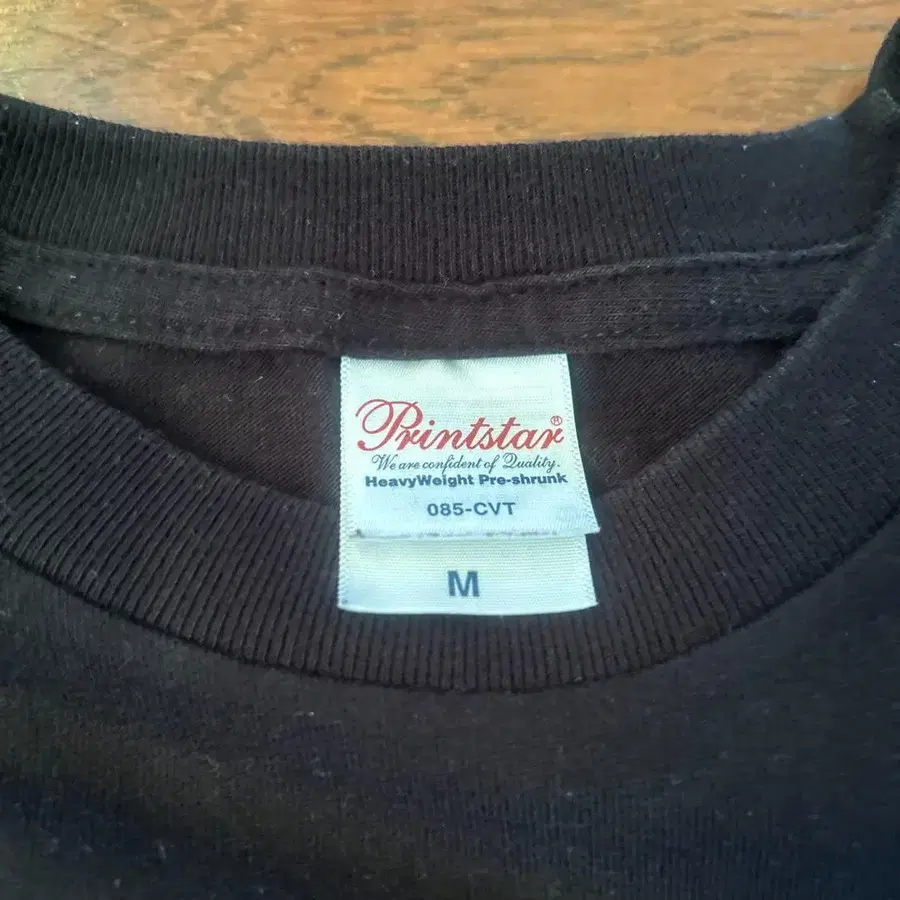 Printstar®
We are confident of Quality.
HeavyWeight Pre-shrunk
085-CVT
M